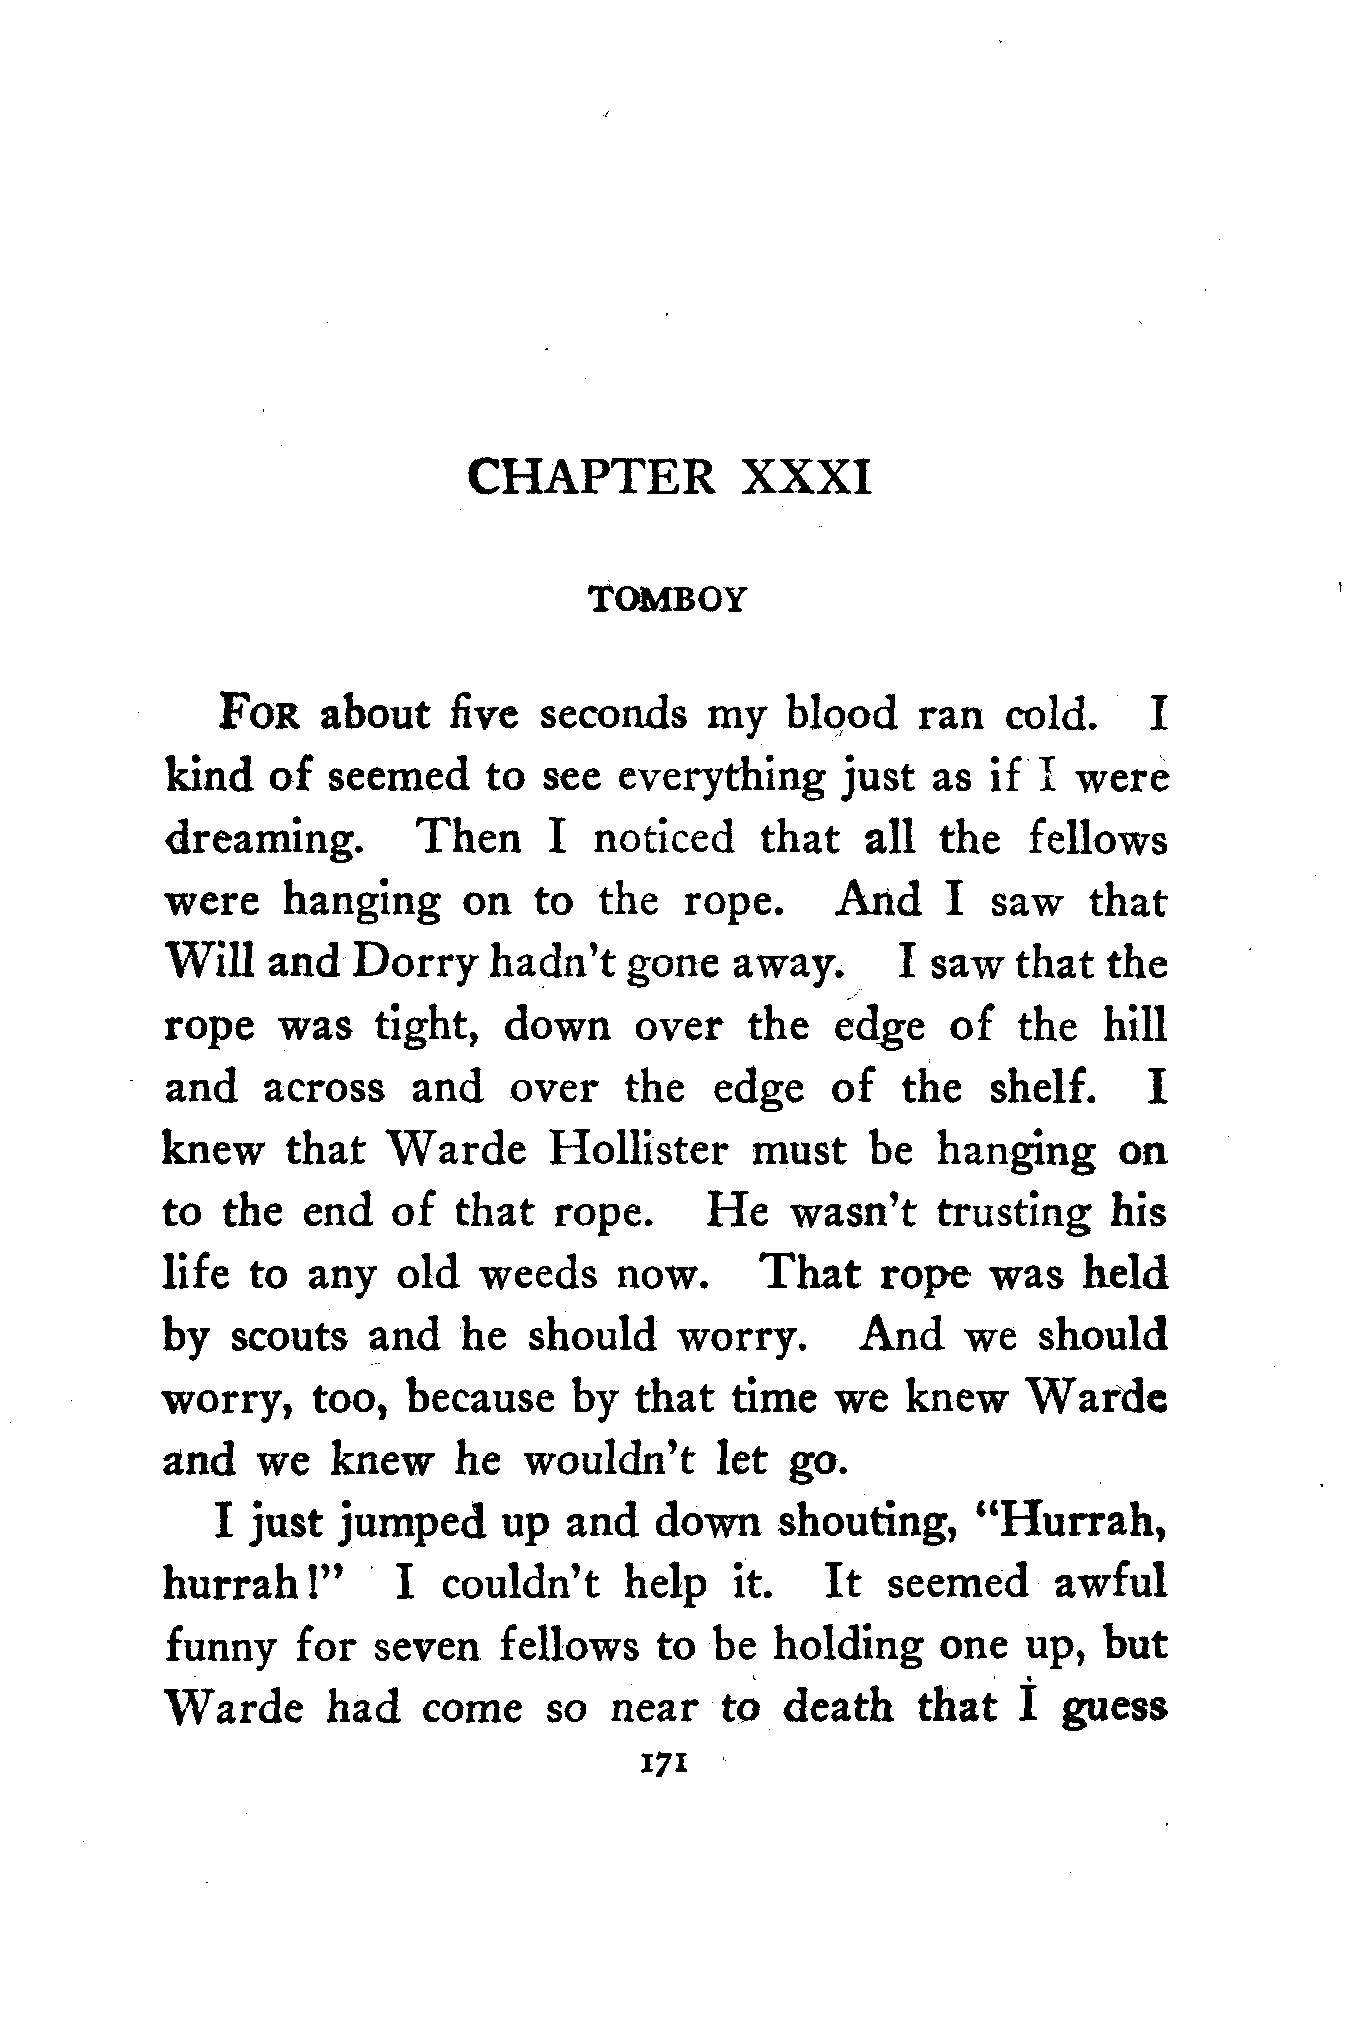 CHAPTER XXXI
TOMBOY
FOR about five seconds my blood ran cold. I
kind of seemed to see everything just as if I were
dreaming. Then I noticed that all the fellows
were hanging on to the rope. And I saw that
Will and Dorry hadn't gone away. I saw that the
rope was tight, down over the edge of the hill
and across and over the edge of the shelf. I
knew that Warde Hollister must be hanging on
to the end of that rope. He wasn't trusting his
life to any old weeds now. That rope was held
by scouts and he should worry. And we should
worry, too, because by that time we knew Warde
and we knew he wouldn't let go.
I just jumped up and down shouting, "Hurrah,
hurrah!" I couldn't help it. It seemed awful
funny for seven fellows to be holding one up, but
Warde had come so near to death that I guess
171